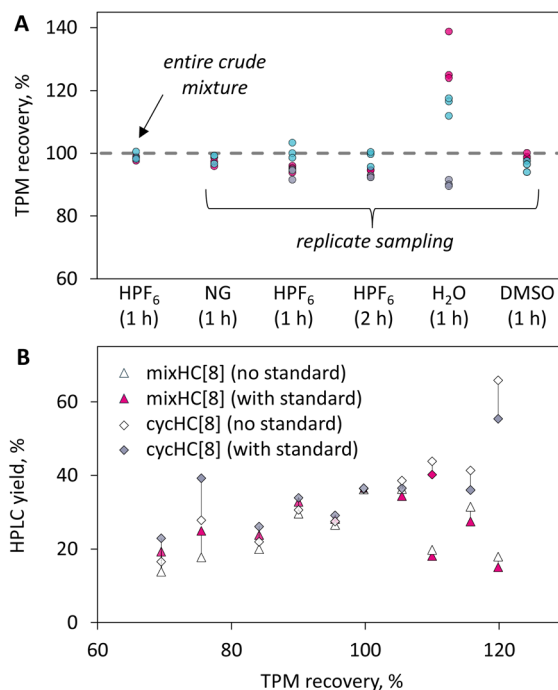 A
TPM recovery, %
140
120
100
80
60
entire crude
mixture
replicate sampling
HPF₆ NG HPF₆ HPF₆ H₂O DMSO
(1 h) (1 h) (1 h) (2 h) (1 h) (1 h)
B
HPLC yield, %
60
40
20
0
mixHC[8] (no standard)
mixHC[8] (with standard)
cycHC[8] (no standard)
cycHC[8] (with standard)
60 80 100 120
TPM recovery, %